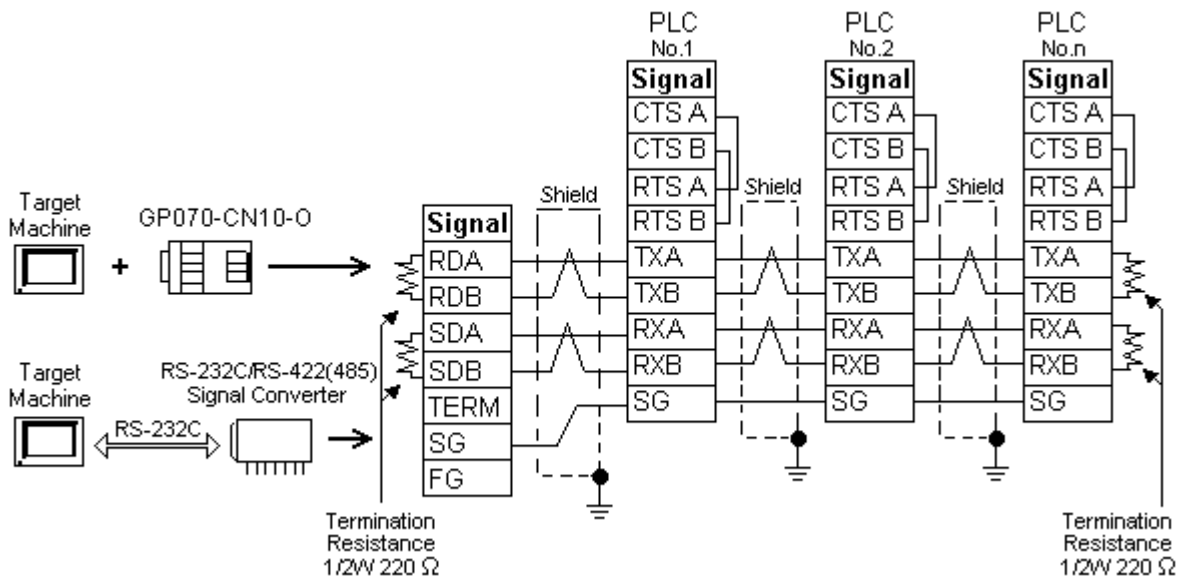 PLC
No.1
PLC
No.2
PLC
No.n
Signal
CTS A
CTS B
RTS A
RTS B
TXA
TXB
RXA
RXB
SG
Signal
CTS A
CTS B
RTS A
RTS B
TXA
TXB
RXA
RXB
SG
Signal
CTS A
CTS B
RTS A
RTS B
TXA
TXB
RXA
RXB
SG
Shield
Shield
Shield
Target
Machine
+
GP070-CN10-O
Signal
RDA
RDB
SDA
SDB
TERM
SG
FG
Target
Machine
RS-232C
RS-232C/RS-422(485)
Signal Converter
Termination
Resistance
1/2W 220 Ω
Termination
Resistance
1/2W 220 Ω